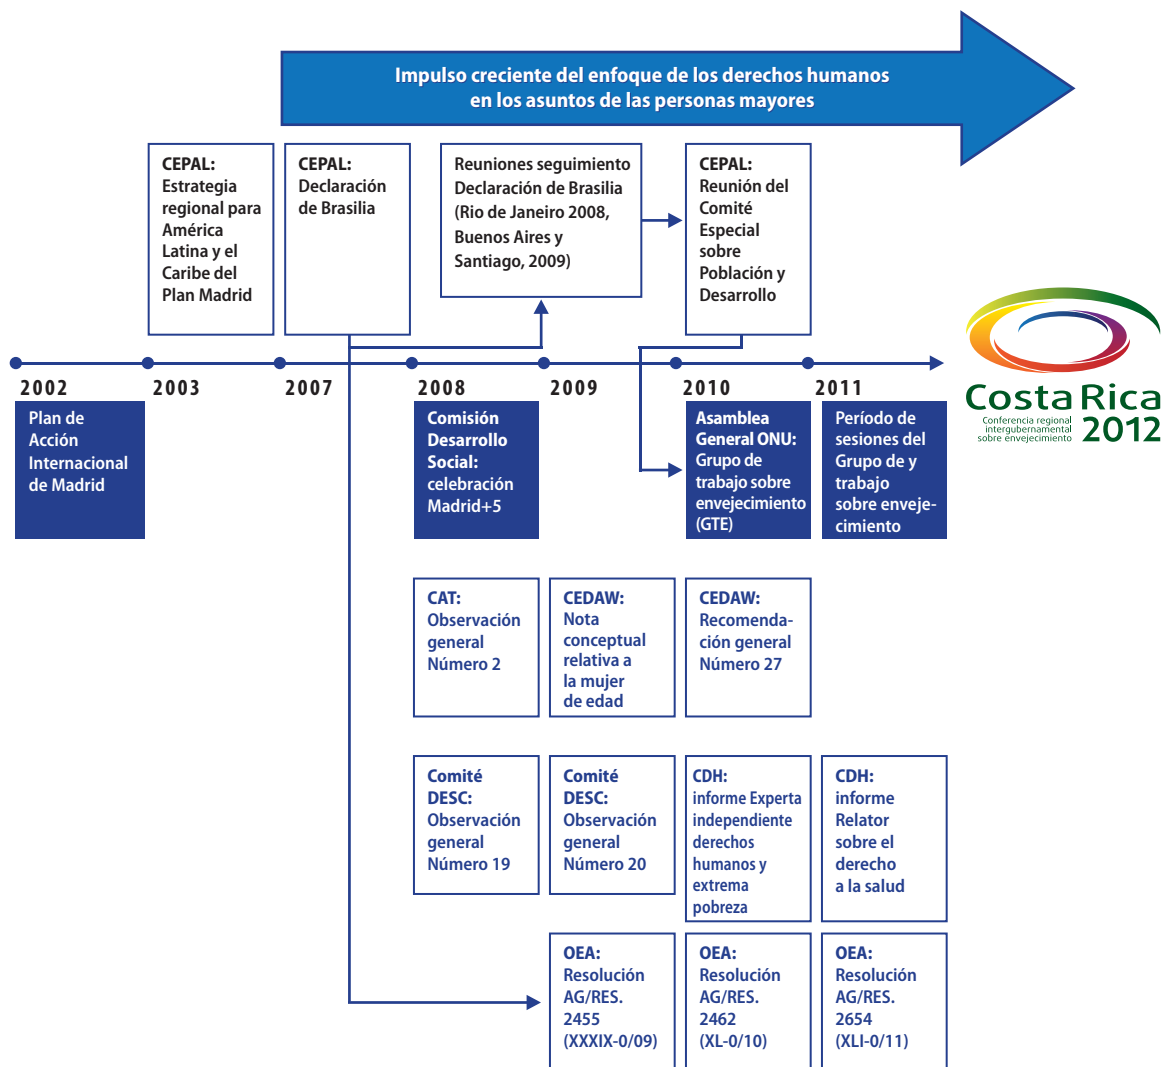 Impulso creciente del enfoque de los derechos humanos
en los asuntos de las personas mayores
CEPAL:
Estrategia
regional para
América
Latina y el
Caribe del
Plan Madrid
CEPAL:
Declaración
de Brasilia
Reuniones seguimiento
Declaración de Brasilia
(Rio de Janeiro 2008,
Buenos Aires y
Santiago, 2009)
CEPAL:
Reunión del
Comité
Especial
sobre
Población y
Desarrollo
2002
2003
2007
2008
2009
2010
2011
Costa Rica
Conferencia regional
intergubernamental
sobre envejecimiento
2012
Plan de
Acción
Internacional
de Madrid
Comisión
Desarrollo
Social:
celebración
Madrid+5
Asamblea
General ONU:
Grupo de
trabajo sobre
envejecimiento
(GTE)
Período de
sesiones del
Grupo de y
trabajo
sobre enveje-
cimiento
CAT:
Observación
general
Número 2
CEDAW:
Nota
conceptual
relativa a
la mujer
de edad
CEDAW:
Recomenda-
ción general
Número 27
Comité
DESC:
Observación
general
Número 19
Comité
DESC:
Observación
general
Número 20
CDH:
informe Experta
independiente
derechos
humanos y
extrema
pobreza
CDH:
informe
Relator
sobre el
derecho
a la salud
OEA:
Resolución
AG/RES.
2455
(XXXIX-0/09)
OEA:
Resolución
AG/RES.
2462
(XL-0/10)
OEA:
Resolución
AG/RES.
2654
(XLI-0/11)